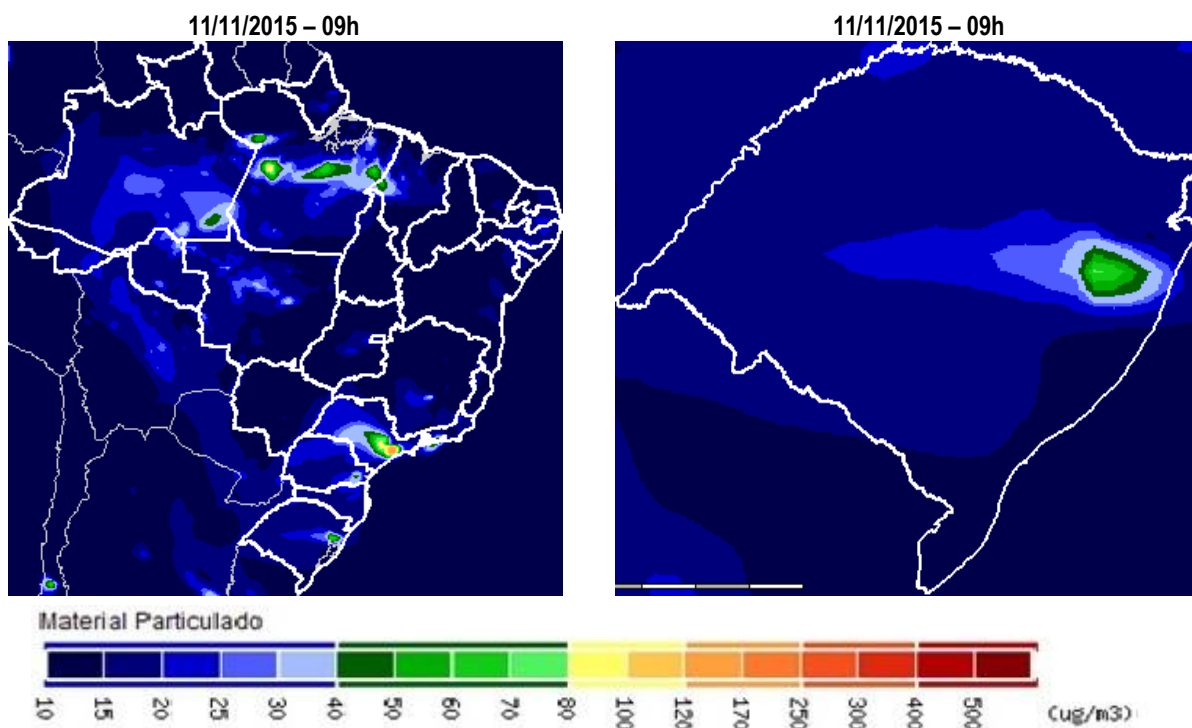 11/11/2015 – 09h
11/11/2015 – 09h
Material Particulado
10 15 20 25 30 40 50 60 70 80 100 120 170 250 300 400 500 (ug/m3)